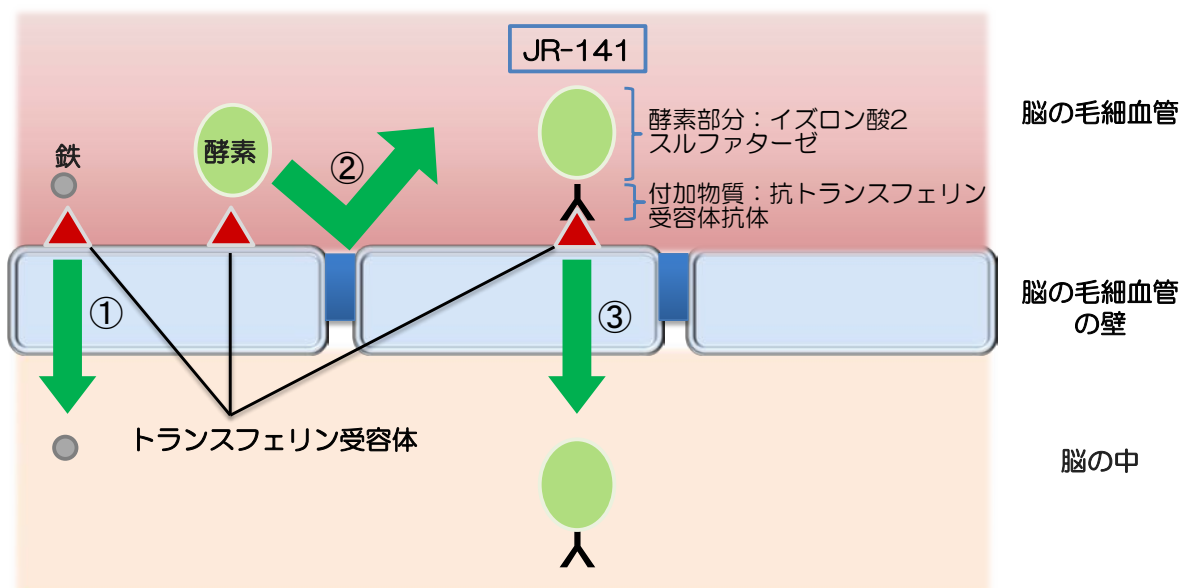 JR-141
脳の毛細血管
酵素部分：イズロン酸2
スルファターゼ
鉄
酵素
②
付加物質：抗トランスフェリン
受容体抗体
①
③
脳の毛細血管
の壁
トランスフェリン受容体
脳の中